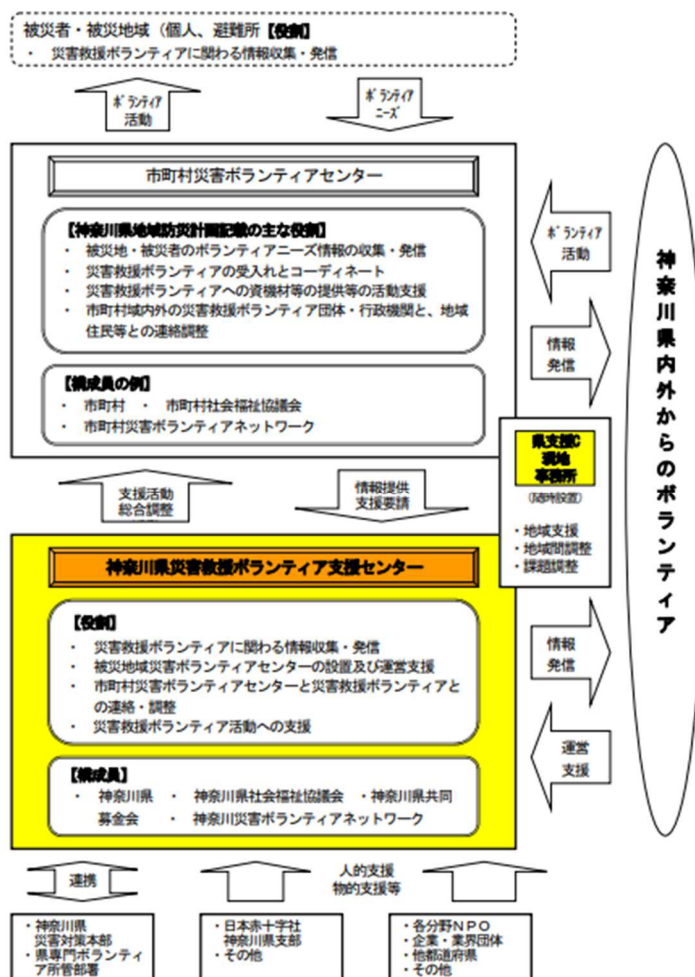 被災者・被災地域（個人、避難所【役割】
・ 災害救援ボランティアに関わる情報収集・発信
ﾎﾞﾗﾝﾃｨｱ
活動
ﾎﾞﾗﾝﾃｨｱ
ﾆｰｽﾞ
市町村災害ボランティアセンター
【神奈川県地域防災計画記載の主な役割】
・ 被災地・被災者のボランティアニーズ情報の収集・発信
・ 災害救援ボランティアの受入れとコーディネート
・ 災害救援ボランティアへの資機材等の提供等の活動支援
・ 市町村域内外の災害救援ボランティア団体・行政機関と、地域
住民等との連絡調整
【構成員の例】
・ 市町村 ・ 市町村社会福祉協議会
・ 市町村災害ボランティアネットワーク
ﾎﾞﾗﾝﾃｨｱ
活動
情報
発信
神奈川県内外からのボランティア
県支援C
現地
事務所
（随時設置）
・地域支援
・地域間調整
・課題調整
支援活動
総合調整
情報提供
支援要請
神奈川県災害救援ボランティア支援センター
【役割】
・ 災害救援ボランティアに関わる情報収集・発信
・ 被災地域災害ボランティアセンターの設置及び運営支援
・ 市町村災害ボランティアセンターと災害救援ボランティアと
の連絡・調整
・ 災害救援ボランティア活動への支援
【構成員】
・ 神奈川県 ・ 神奈川県社会福祉協議会 ・神奈川県共同
募金会 ・ 神奈川災害ボランティアネットワーク
情報
発信
運営
支援
連携
人的支援
物的支援等
・神奈川県
災害対策本部
・県専門ボランティ
ア所管部署
・日本赤十字社
神奈川県支部
・その他
・各分野ＮＰＯ
・企業・業界団体
・他都道府県
・その他